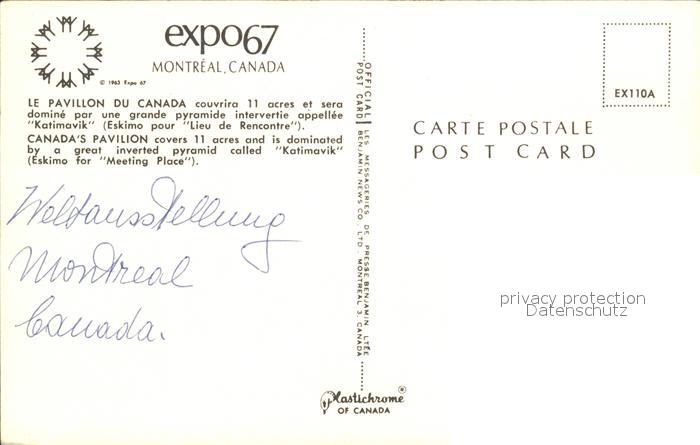 expo67
MONTRÉAL, CANADA
© 1963 Expo 67
LE PAVILLON DU CANADA couvrira 11 acres et sera
dominé par une grande pyramide intervertie appellée
"Katimavik" (Eskimo pour "Lieu de Rencontre").
CANADA'S PAVILION covers 11 acres and is dominated
by a great inverted pyramid called "Katimavik"
(Eskimo for "Meeting Place").
Weltausstellung
Montreal
Canada.
OFFICIAL
POST CARD
LES MESSAGERIES DE PRESSE BENJAMIN LTÉE
BENJAMIN NEWS CO. LTD. MONTREAL 3, CANADA
Plastichrome®
OF CANADA
EX110A
CARTE POSTALE
POST CARD
privacy protection
Datenschutz